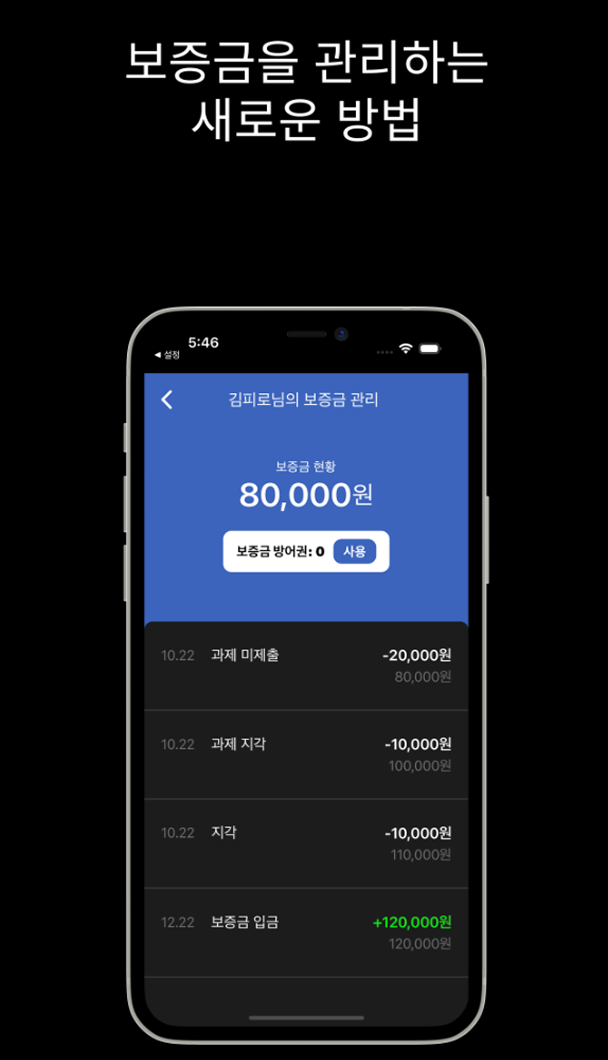 보증금을 관리하는
새로운 방법
5:46
◀ 설정
김피로님의 보증금 관리
보증금 현황
80,000원
보증금 방어권: 0 사용
10.22 과제 미제출 -20,000원
80,000원
10.22 과제 지각 -10,000원
100,000원
10.22 지각 -10,000원
110,000원
12.22 보증금 입금 +120,000원
120,000원